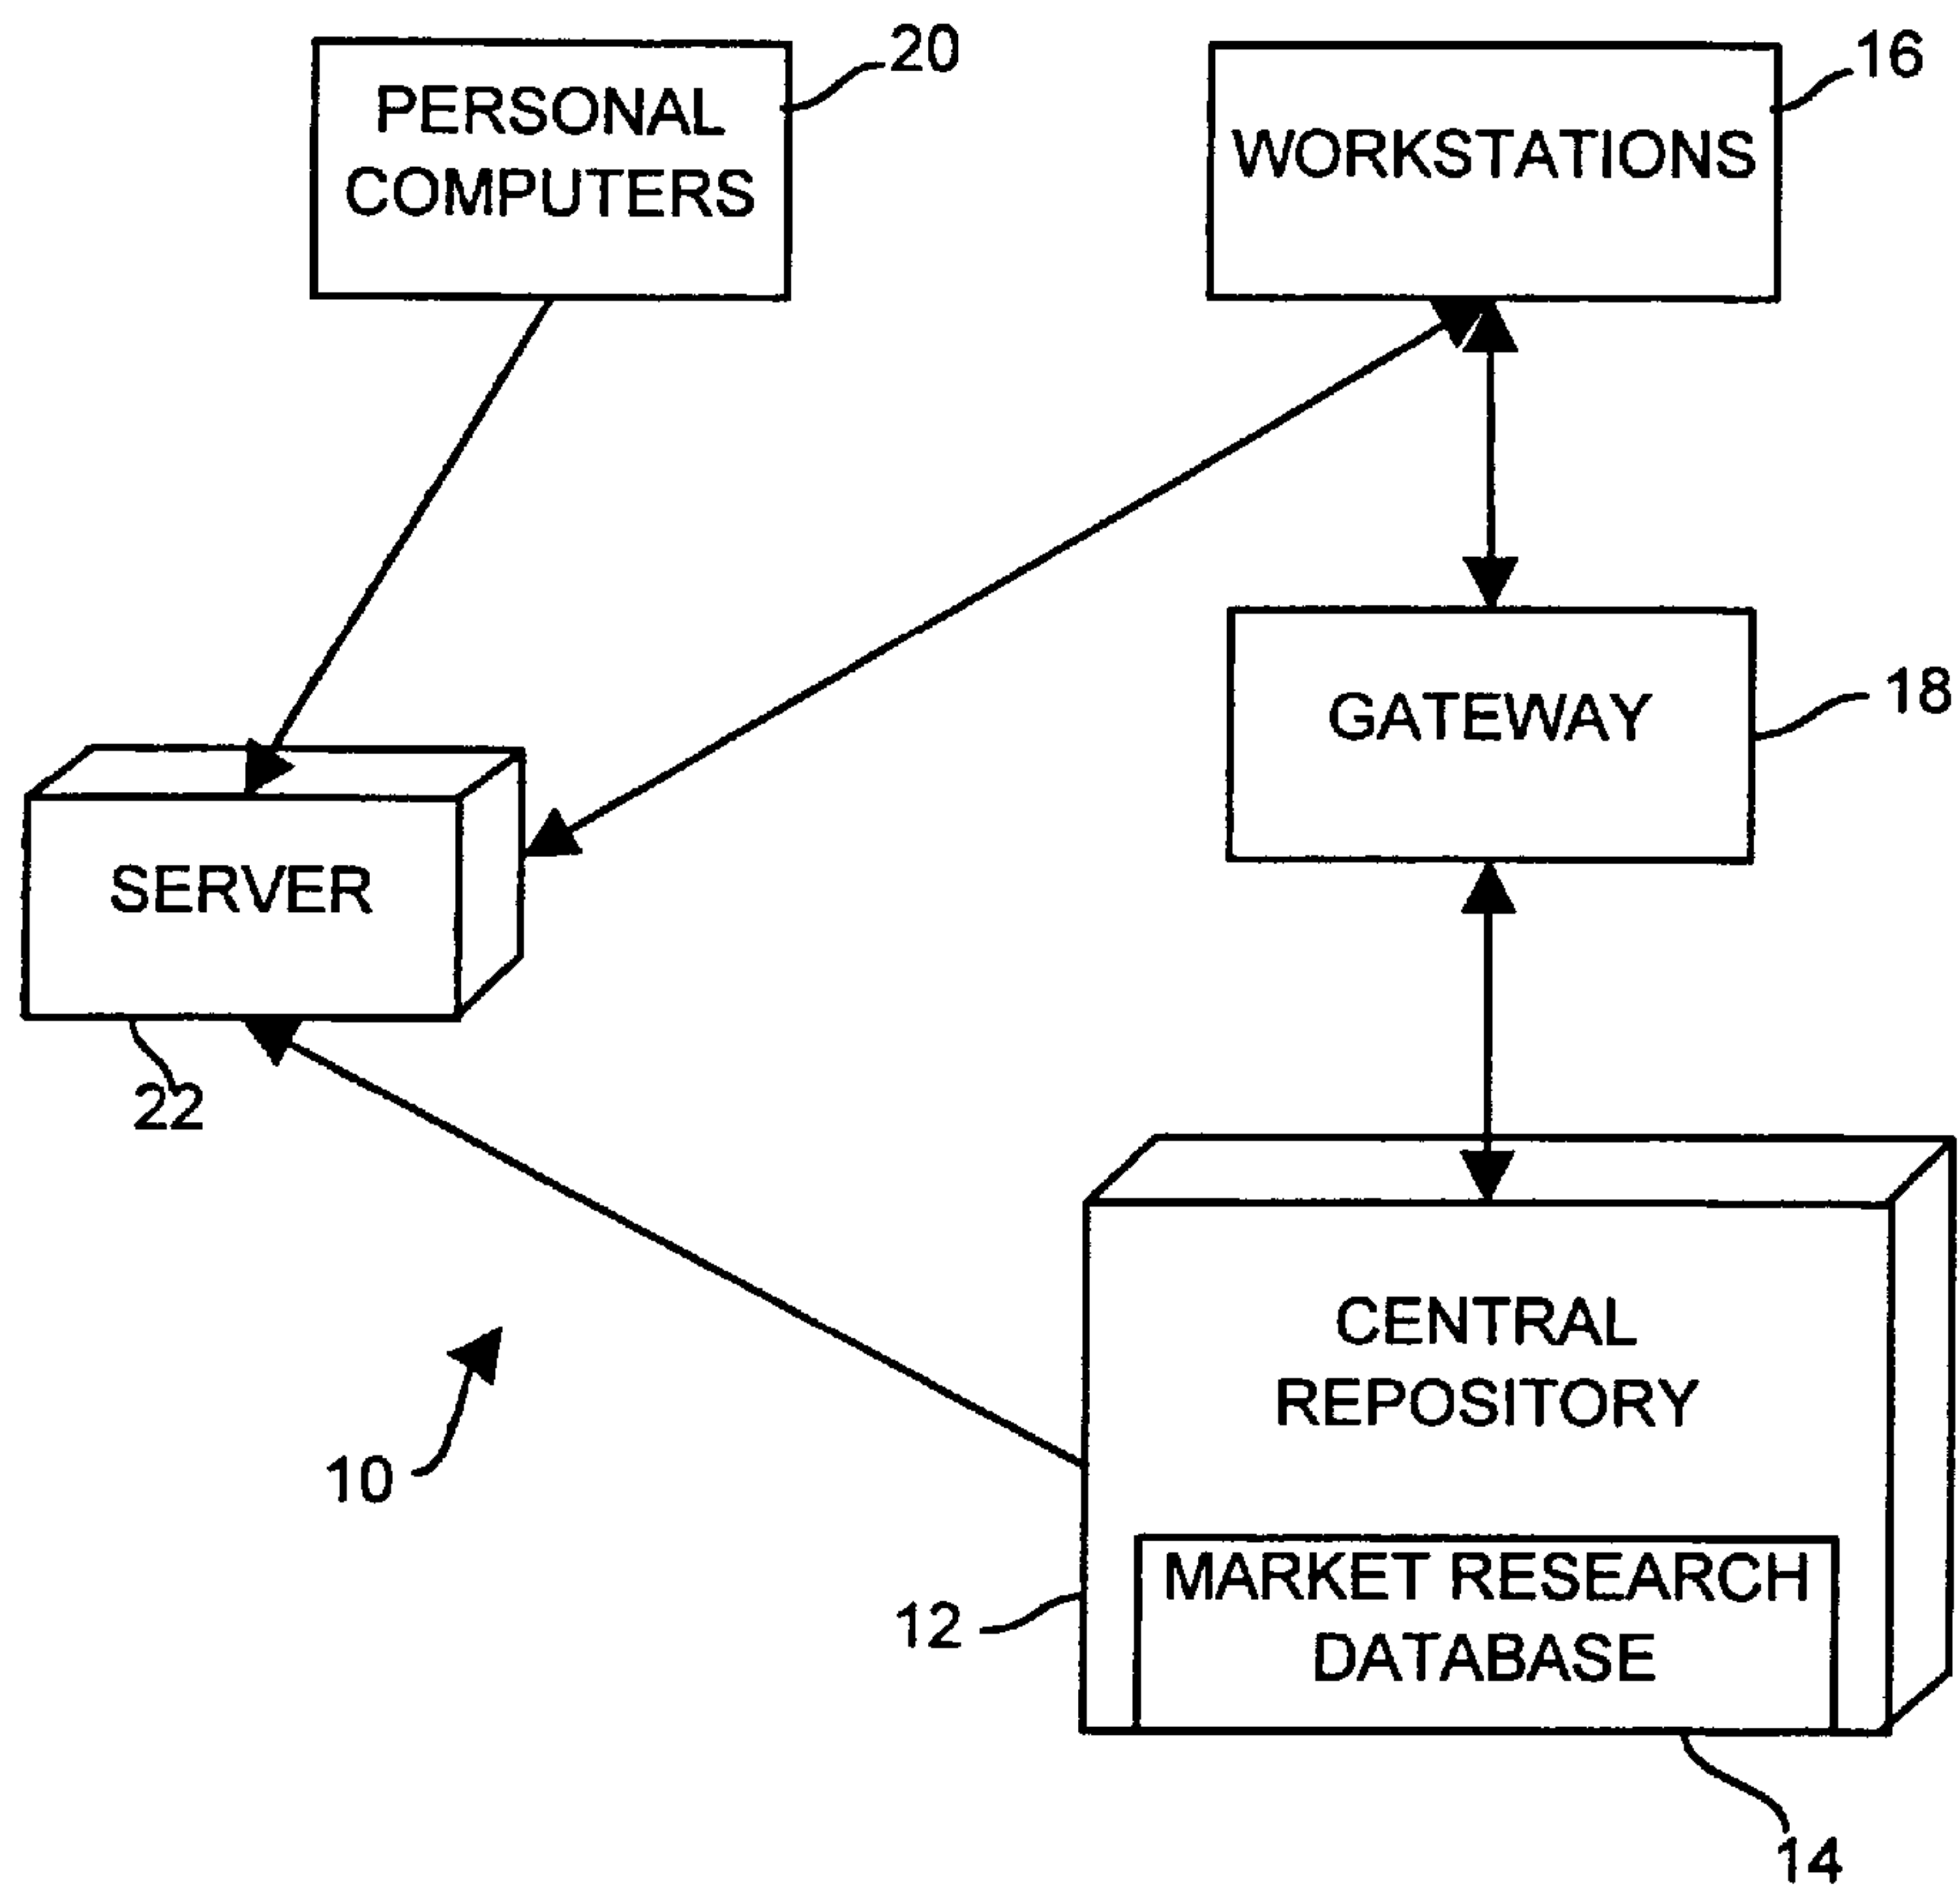 20
PERSONAL
COMPUTERS
16
WORKSTATIONS
18
GATEWAY
SERVER
22
CENTRAL
REPOSITORY
10
12
MARKET RESEARCH
DATABASE
14